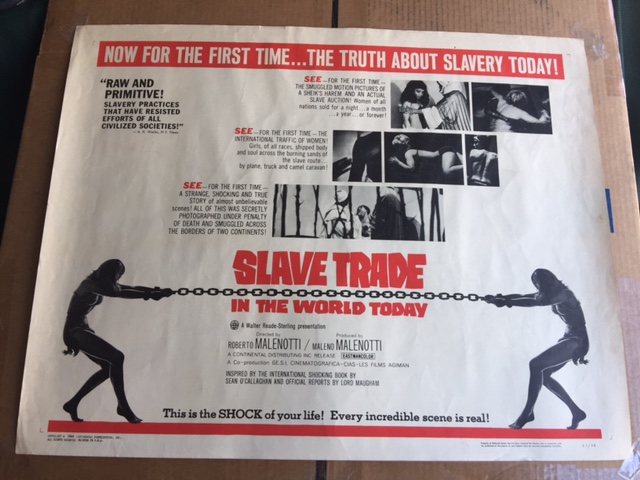 NOW FOR THE FIRST TIME...THE TRUTH ABOUT SLAVERY TODAY!
"RAW AND
PRIMITIVE!
SLAVERY PRACTICES
THAT HAVE RESISTED
EFFORTS OF ALL
CIVILIZED SOCIETIES!"
SEE—FOR THE FIRST TIME—
THE SMUGGLED MOTION PICTURES OF
A SHEIK'S HAREM AND AN ACTUAL
SLAVE AUCTION! Women of all
nations sold for a night...a month
...a year...or forever!
SEE—FOR THE FIRST TIME—THE
INTERNATIONAL TRAFFIC OF WOMEN!
Girls, of all races, shipped body
and soul across the burning sands of
the slave route...
by plane, truck and camel caravan!
SEE—FOR THE FIRST TIME—
A STRANGE, SHOCKING AND TRUE
STORY of almost unbelievable
scenes! ALL OF THIS WAS SECRETLY
PHOTOGRAPHED UNDER PENALTY
OF DEATH AND SMUGGLED ACROSS
THE BORDERS OF TWO CONTINENTS!
SLAVE TRADE
IN THE WORLD TODAY
A Walter Reade-Sterling presentation
Directed by
ROBERTO MALENOTTI /
Produced by
MALENO MALENOTTI
A CONTINENTAL DISTRIBUTING INC. RELEASE EASTMANCOLOR
A Co-production GE.S.I. CINEMATOGRAFICA-CIAS-LES FILMS AGIMAN
INSPIRED BY THE INTERNATIONAL SHOCKING BOOK BY
SEAN O'CALLAGHAN AND OFFICIAL REPORTS BY LORD MAUGHAM
This is the SHOCK of your life! Every incredible scene is real!